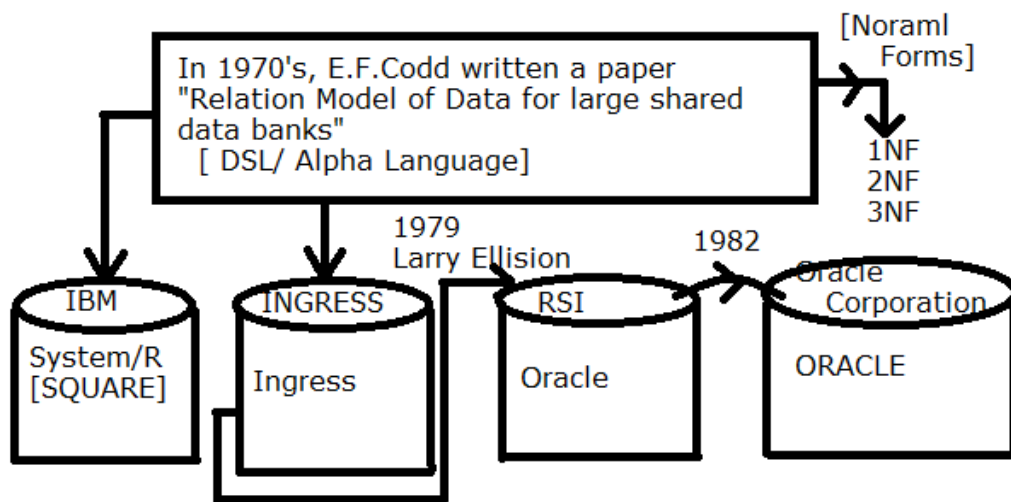 [Noraml
Forms]
In 1970's, E.F.Codd written a paper
"Relation Model of Data for large shared
data banks"
[ DSL/ Alpha Language]
1NF
2NF
3NF
1979
Larry Ellision
1982
IBM
System/R
[SQUARE]
INGRESS
Ingress
RSI
Oracle
Oracle
Corporation
ORACLE